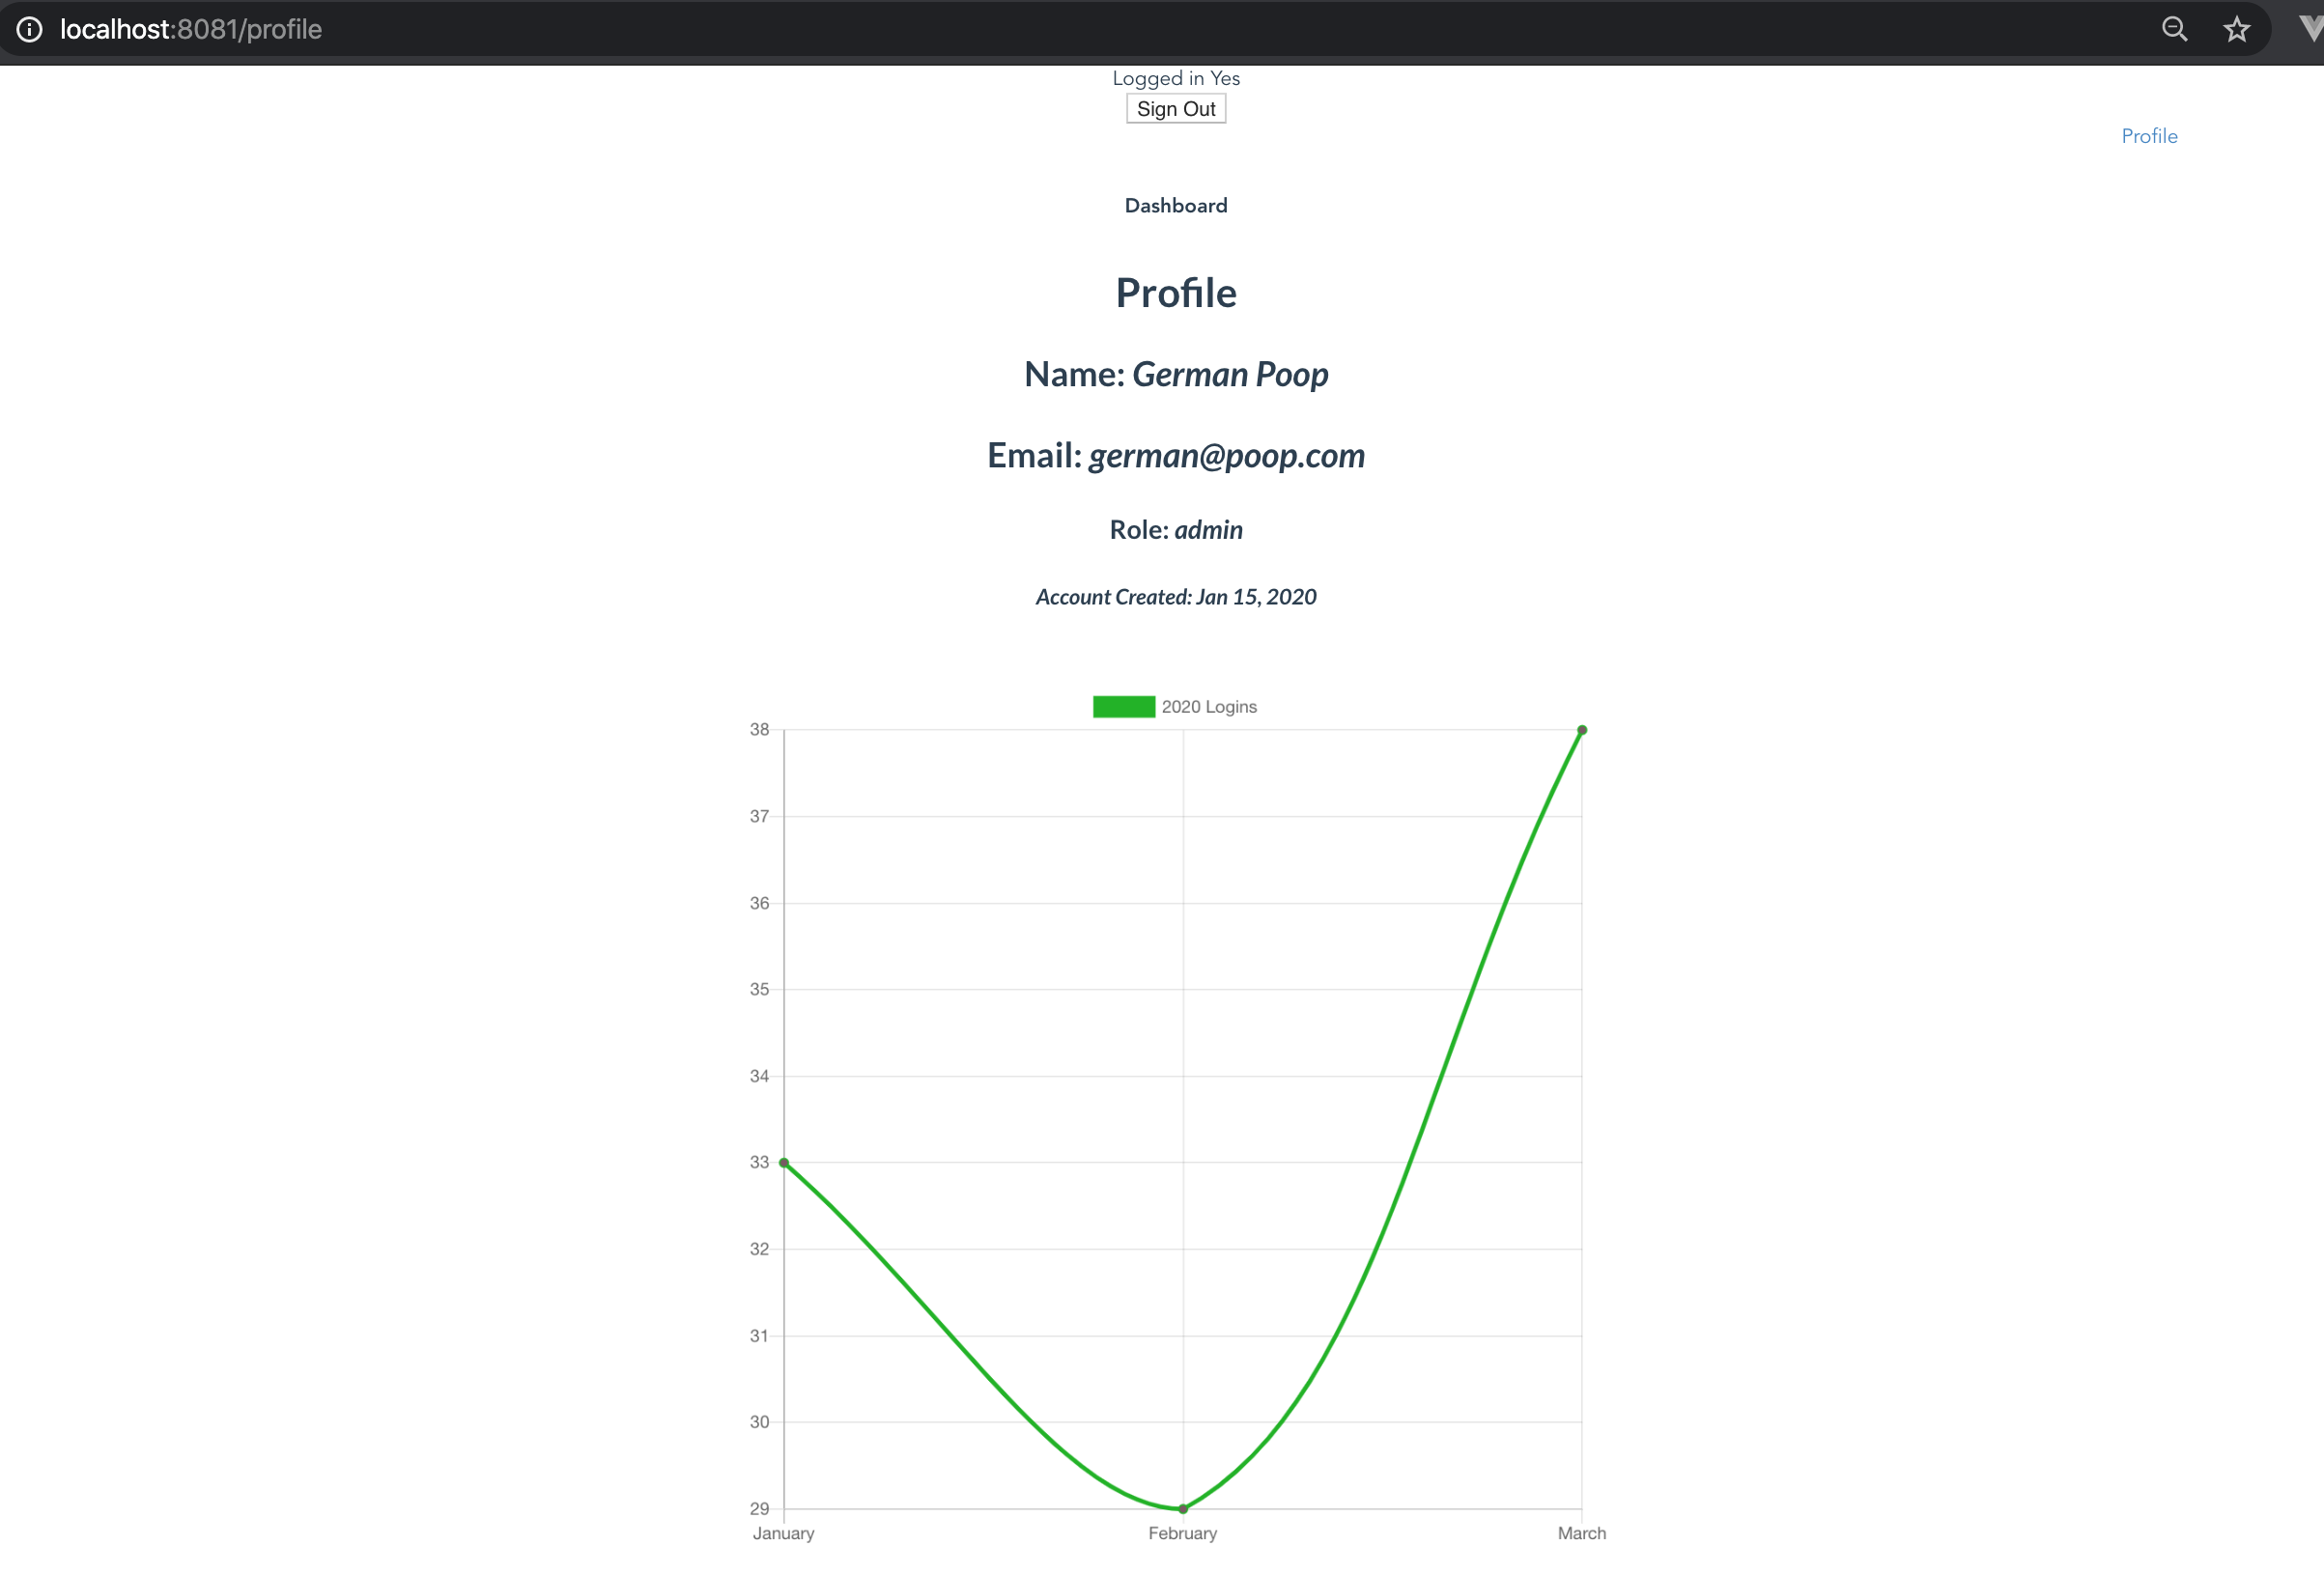 localhost:8081/profile
Logged in Yes
Sign Out
Profile
Dashboard
Profile
Name: German Poop
Email: german@poop.com
Role: admin
Account Created: Jan 15, 2020
2020 Logins
38
37
36
35
34
33
32
31
30
29
January February March